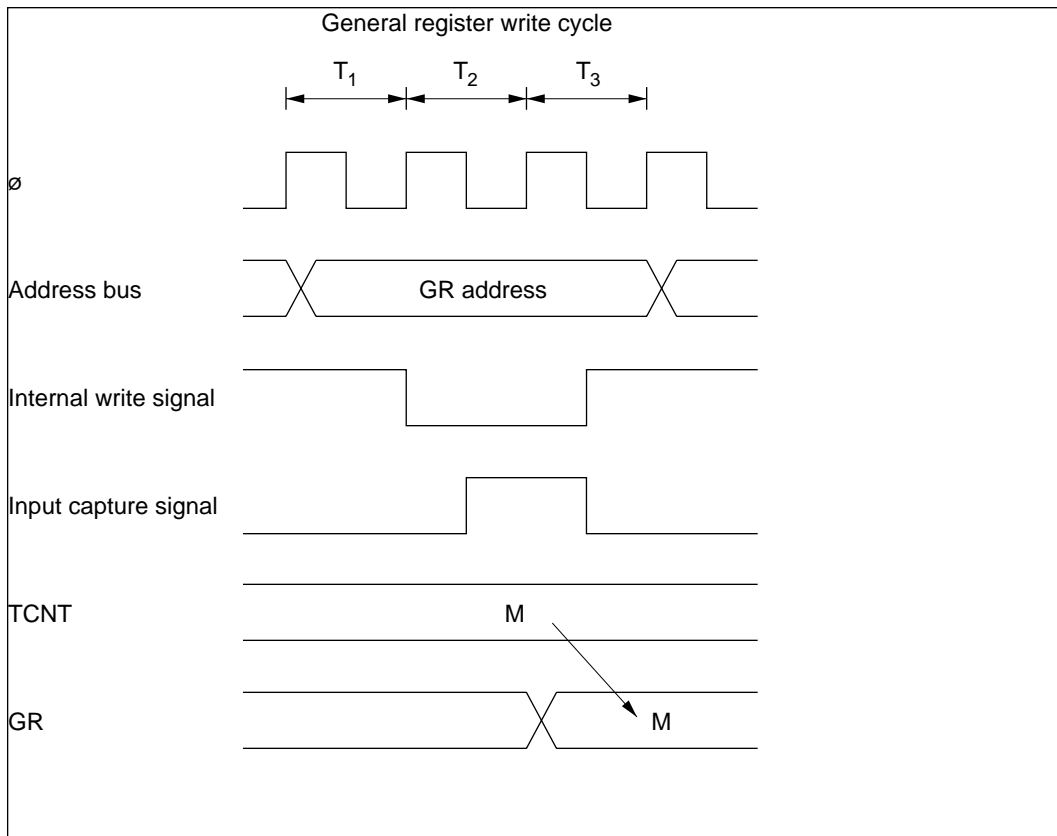 General register write cycle
T1 T2 T3
ø
Address bus GR address
Internal write signal
Input capture signal
TCNT M
GR M